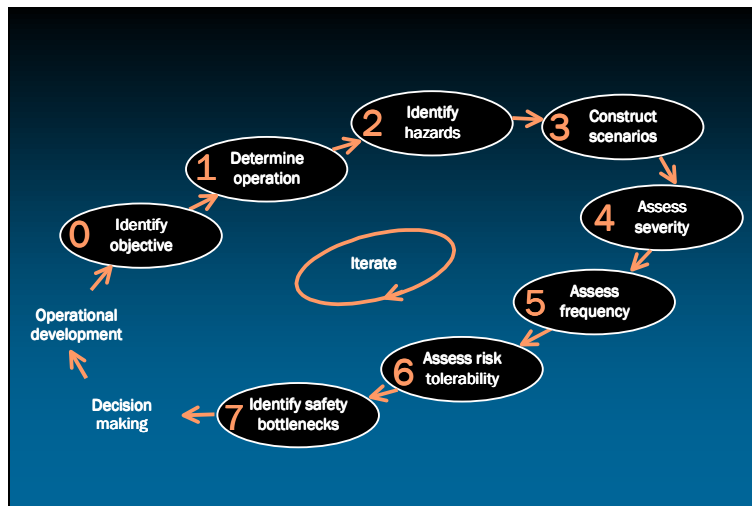 0
Identify
objective
1
Determine
operation
2
Identify
hazards
3
Construct
scenarios
4
Assess
severity
5
Assess
frequency
6
Assess risk
tolerability
7
Identify safety
bottlenecks
Decision
making
Operational
development
Iterate